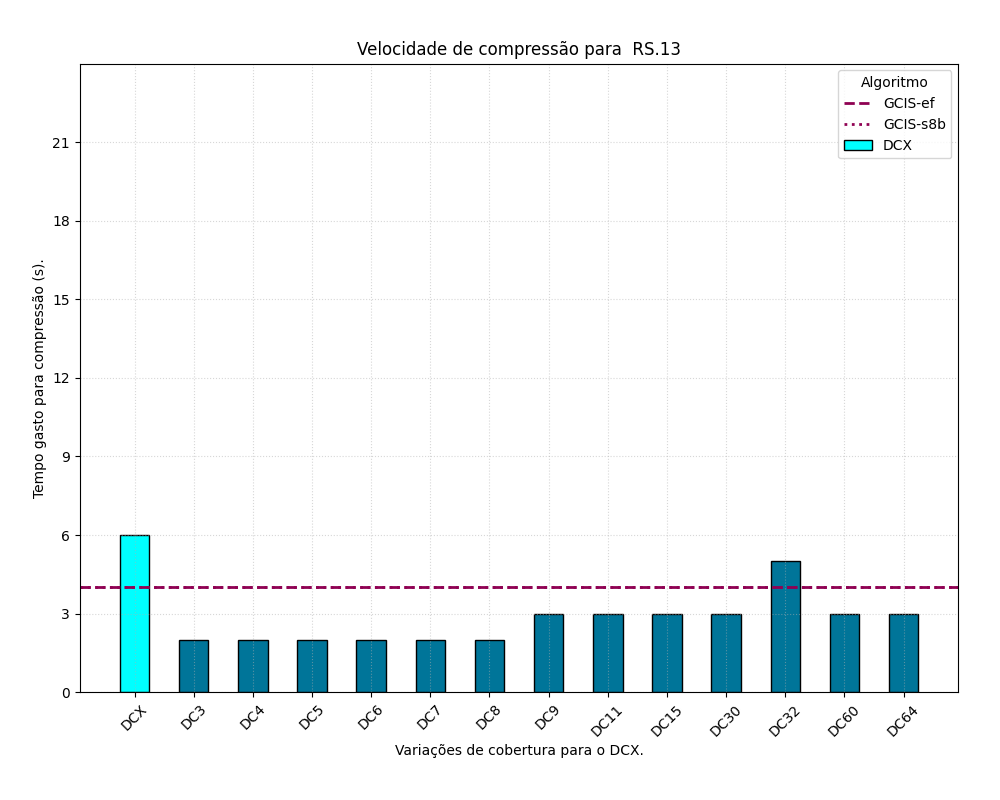 Velocidade de compressão para  RS.13
Algoritmo
GCIS-ef
GCIS-s8b
DCX
Tempo gasto para compressão (s).
21
18
15
12
9
6
3
0
DCX
DC3
DC4
DC5
DC6
DC7
DC8
DC9
DC11
DC15
DC30
DC32
DC60
DC64
Variações de cobertura para o DCX.